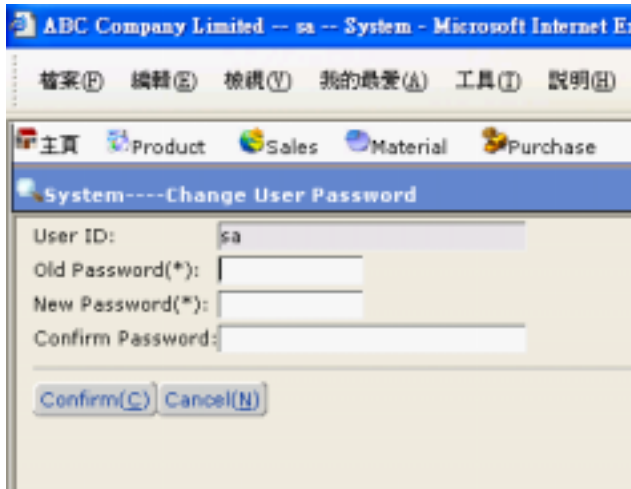 ABC Company Limited -- sa -- System - Microsoft Internet E
檔案(F) 編輯(E) 檢視(V) 我的最愛(A) 工具(T) 說明(H)
主頁 Product Sales Material Purchase
System----Change User Password
User ID: sa
Old Password(*):
New Password(*):
Confirm Password:
Confirm(C) Cancel(N)